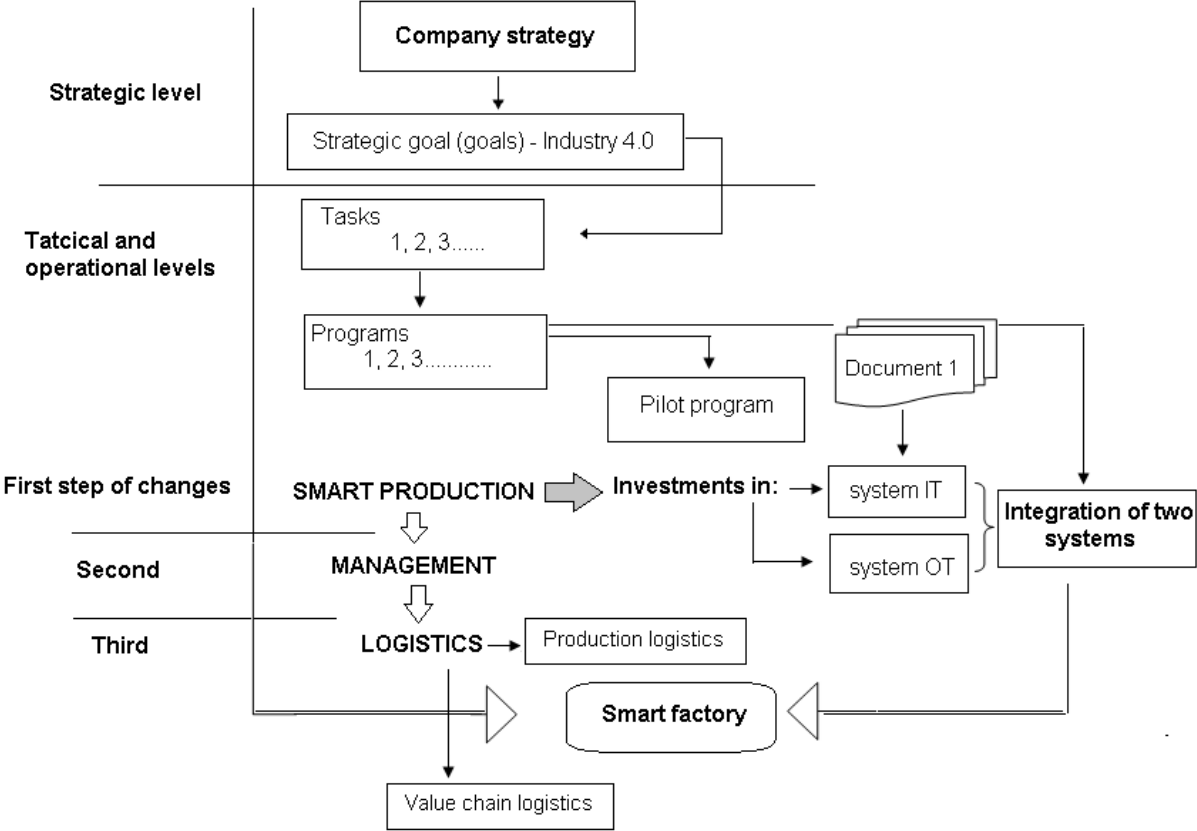 Company strategy
Strategic level
Strategic goal (goals) - Industry 4.0
Tatcical and
operational levels
Tasks
1, 2, 3......
Programs
1, 2, 3............
Document 1
Pilot program
First step of changes
SMART PRODUCTION
Investments in:
system IT
Integration of two
systems
system OT
Second
MANAGEMENT
Third
LOGISTICS
Production logistics
Smart factory
Value chain logistics